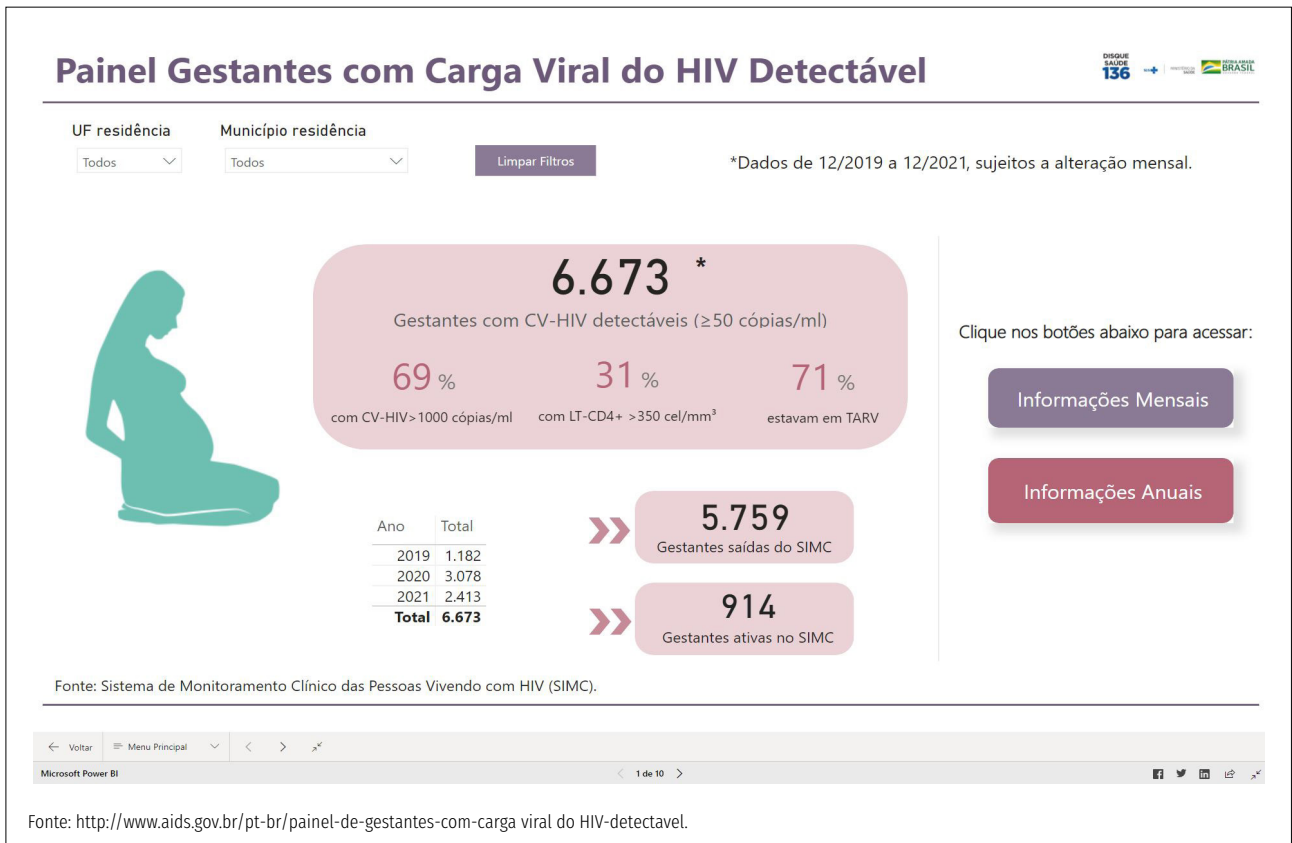 Painel Gestantes com Carga Viral do HIV Detectável
DISQUE
SAÚDE
136
PÁTRIA AMADA
BRASIL
UF residência
Município residência
Todos
Todos
Limpar Filtros
*Dados de 12/2019 a 12/2021, sujeitos a alteração mensal.
6.673 *
Gestantes com CV-HIV detectáveis (≥50 cópias/ml)
69 %
31 %
71 %
com CV-HIV>1000 cópias/ml
com LT-CD4+ >350 cel/mm³
estavam em TARV
Clique nos botões abaixo para acessar:
Informações Mensais
Informações Anuais
Ano Total
2019 1.182
2020 3.078
2021 2.413
Total 6.673
5.759
Gestantes saídas do SIMC
914
Gestantes ativas no SIMC
Fonte: Sistema de Monitoramento Clínico das Pessoas Vivendo com HIV (SIMC).
Voltar
Menu Principal
Microsoft Power BI
1 de 10
Fonte: http://www.aids.gov.br/pt-br/painel-de-gestantes-com-carga viral do HIV-detectavel.